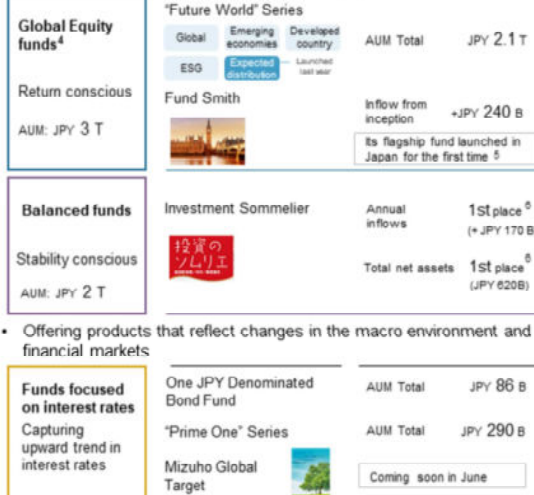 Global Equity
funds4
Return conscious
AUM: JPY 3 T
"Future World" Series
Global
Emerging
economies
Developed
country
ESG
Expected
distribution
Launched
last year
AUM Total JPY 2.1 T
Fund Smith
Inflow from
inception
+JPY 240 B
Its flagship fund launched in
Japan for the first time 5
Balanced funds
Stability conscious
AUM: JPY 2 T
Investment Sommelier
投資の
ソムリエ
Annual
inflows
1st place 6
(+ JPY 170 B
Total net assets 1st place 6
(JPY 620B)
• Offering products that reflect changes in the macro environment and
financial markets
Funds focused
on interest rates
Capturing
upward trend in
interest rates
One JPY Denominated
Bond Fund
AUM Total JPY 86 B
"Prime One" Series AUM Total JPY 290 B
Mizuho Global
Target
Coming soon in June